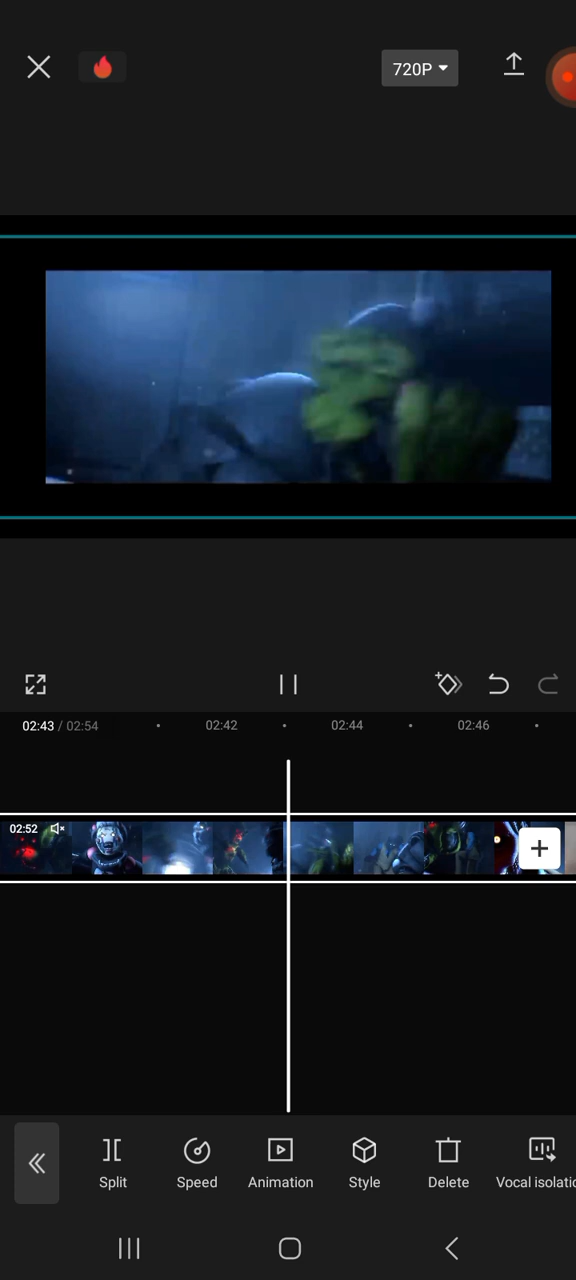 720P
02:43 / 02:54
02:42
02:44
02:46
02:52
Split
Speed
Animation
Style
Delete
Vocal isolatio